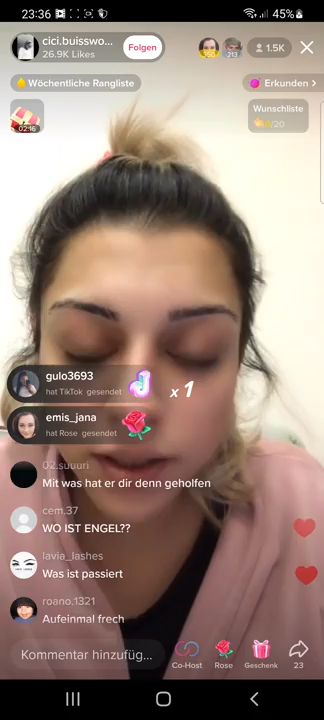 23:36
45%
cici.buisswo...
26.9K Likes
Folgen
213
1.5K
Wöchentliche Rangliste
Erkunden >
02:16
Wunschliste
/20
gulo3693
hat TikTok gesendet
x 1
emis_jana
hat Rose gesendet
02.suuuri
Mit was hat er dir denn geholfen
cem.37
WO IST ENGEL??
lavia_lashes
Was ist passiert
roano.1321
Aufeinmal frech
Kommentar hinzufüg...
Co-Host
Rose
Geschenk
23